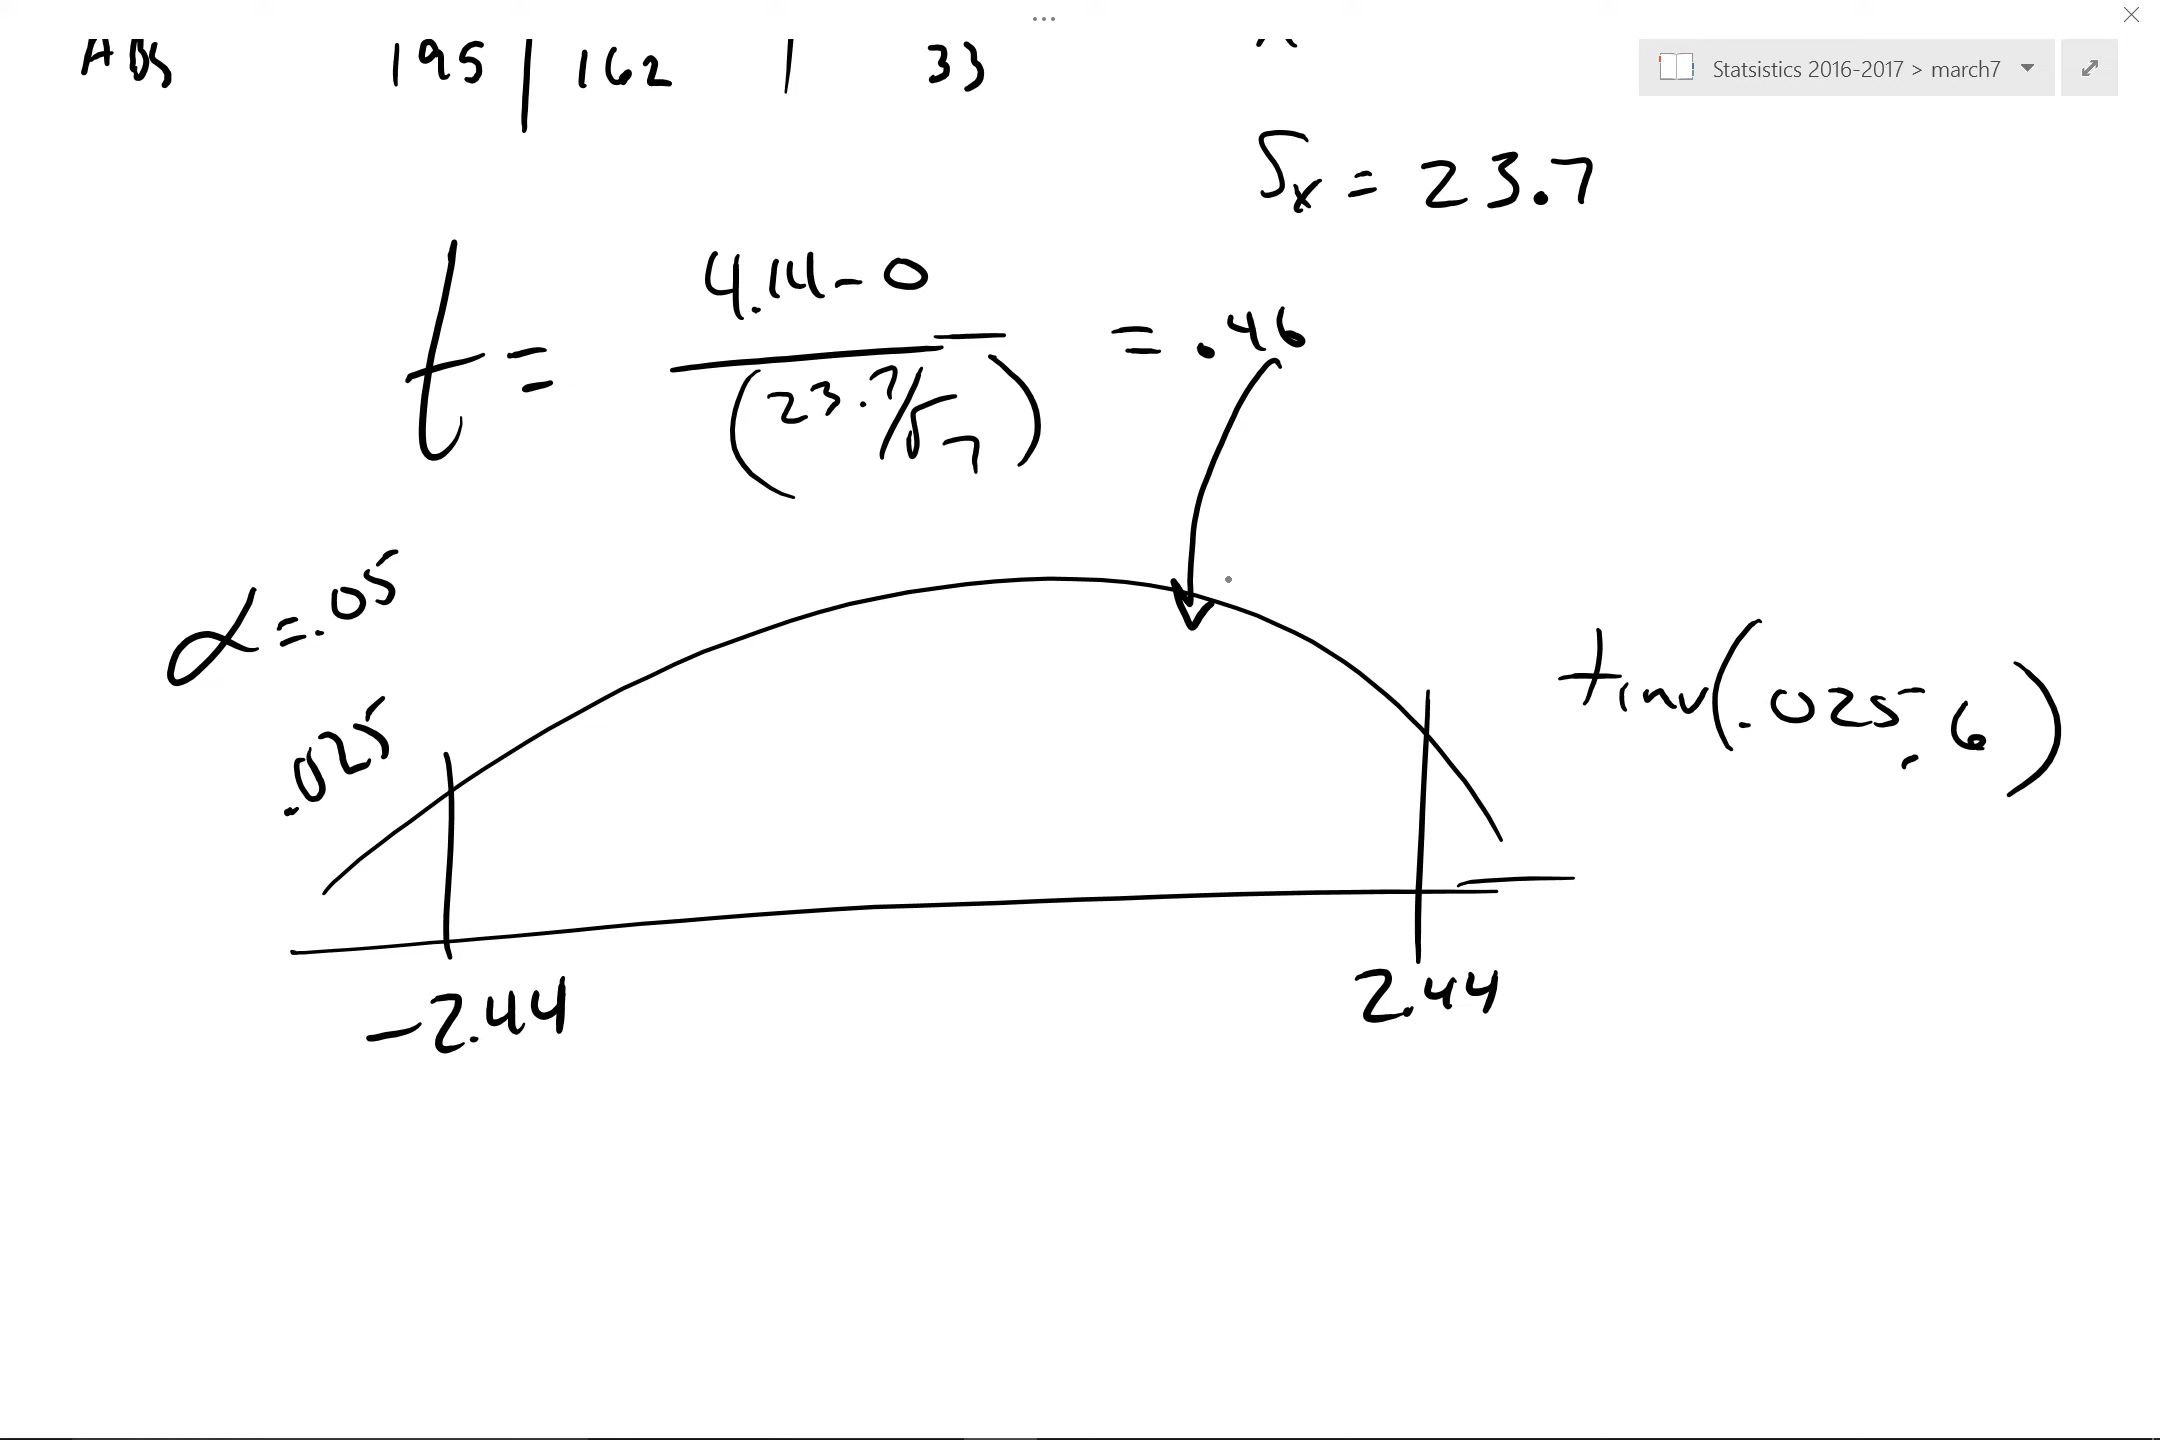 195 | 162 | 33
Statsistics 2016-2017 > march7
Sx = 23.7
t = 4.14 - 0 / (23.7/√7) = .46
α = .05
.025
tinv(.025, 6)
-2.44
2.44